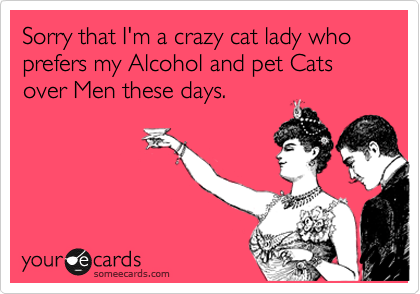 Sorry that I'm a crazy cat lady who
prefers my Alcohol and pet Cats
over Men these days.
your e cards
someecards.com